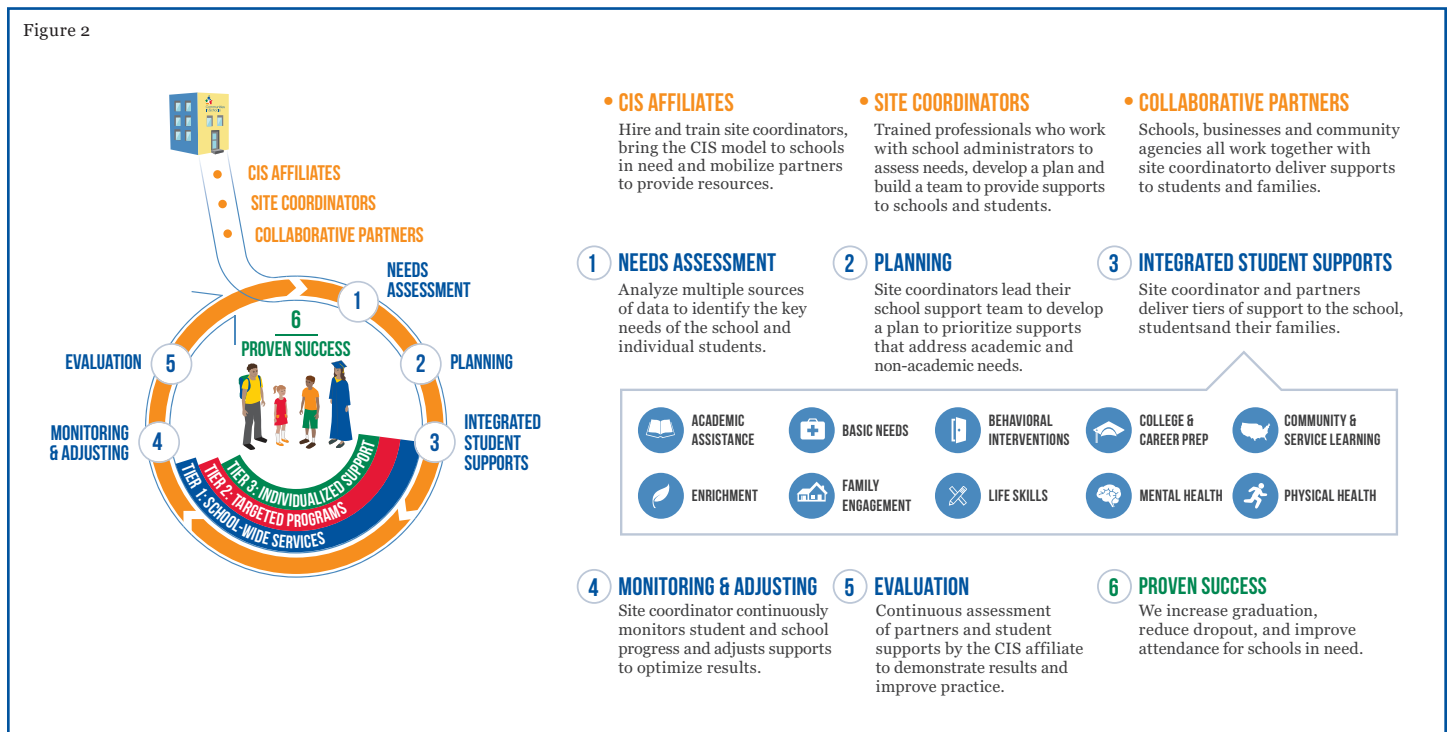 Figure 2
CIS AFFILIATES
SITE COORDINATORS
COLLABORATIVE PARTNERS
1
NEEDS
ASSESSMENT
2
PLANNING
3
INTEGRATED
STUDENT
SUPPORTS
4
MONITORING
& ADJUSTING
5
EVALUATION
6
PROVEN SUCCESS
TIER 3: INDIVIDUALIZED SUPPORT
TIER 2: TARGETED PROGRAMS
TIER 1: SCHOOL-WIDE SERVICES
• CIS AFFILIATES
Hire and train site coordinators,
bring the CIS model to schools
in need and mobilize partners
to provide resources.
• SITE COORDINATORS
Trained professionals who work
with school administrators to
assess needs, develop a plan and
build a team to provide supports
to schools and students.
• COLLABORATIVE PARTNERS
Schools, businesses and community
agencies all work together with
site coordinatorto deliver supports
to students and families.
1 NEEDS ASSESSMENT
Analyze multiple sources
of data to identify the key
needs of the school and
individual students.
2 PLANNING
Site coordinators lead their
school support team to develop
a plan to prioritize supports
that address academic and
non-academic needs.
3 INTEGRATED STUDENT SUPPORTS
Site coordinator and partners
deliver tiers of support to the school,
studentsand their families.
ACADEMIC
ASSISTANCE
BASIC NEEDS
BEHAVIORAL
INTERVENTIONS
COLLEGE &
CAREER PREP
COMMUNITY &
SERVICE LEARNING
ENRICHMENT
FAMILY
ENGAGEMENT
LIFE SKILLS
MENTAL HEALTH
PHYSICAL HEALTH
4 MONITORING & ADJUSTING
Site coordinator continuously
monitors student and school
progress and adjusts supports
to optimize results.
5 EVALUATION
Continuous assessment
of partners and student
supports by the CIS affiliate
to demonstrate results and
improve practice.
6 PROVEN SUCCESS
We increase graduation,
reduce dropout, and improve
attendance for schools in need.